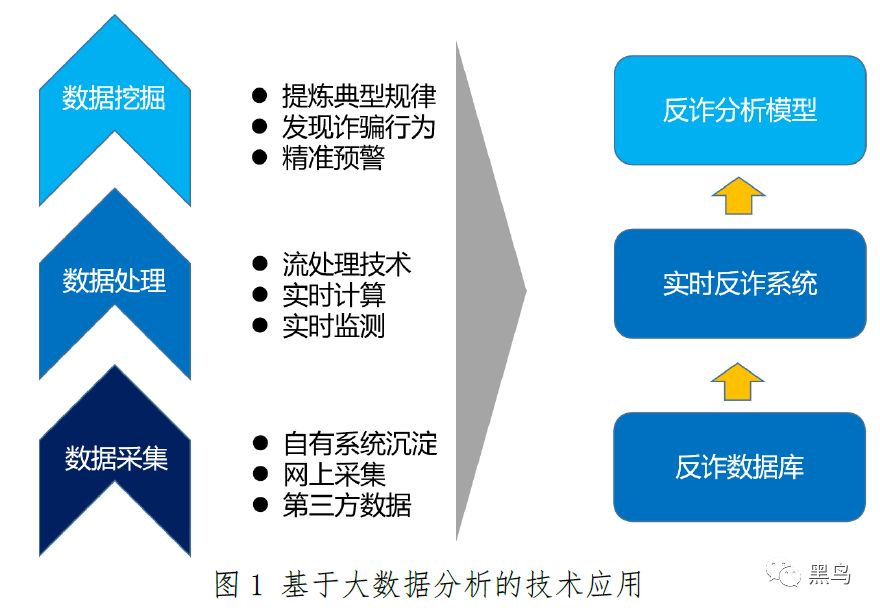 数据挖掘
提炼典型规律
发现诈骗行为
精准预警
反诈分析模型
数据处理
流处理技术
实时计算
实时监测
实时反诈系统
数据采集
自有系统沉淀
网上采集
第三方数据
反诈数据库
图1 基于大数据分析的技术应用
黑鸟